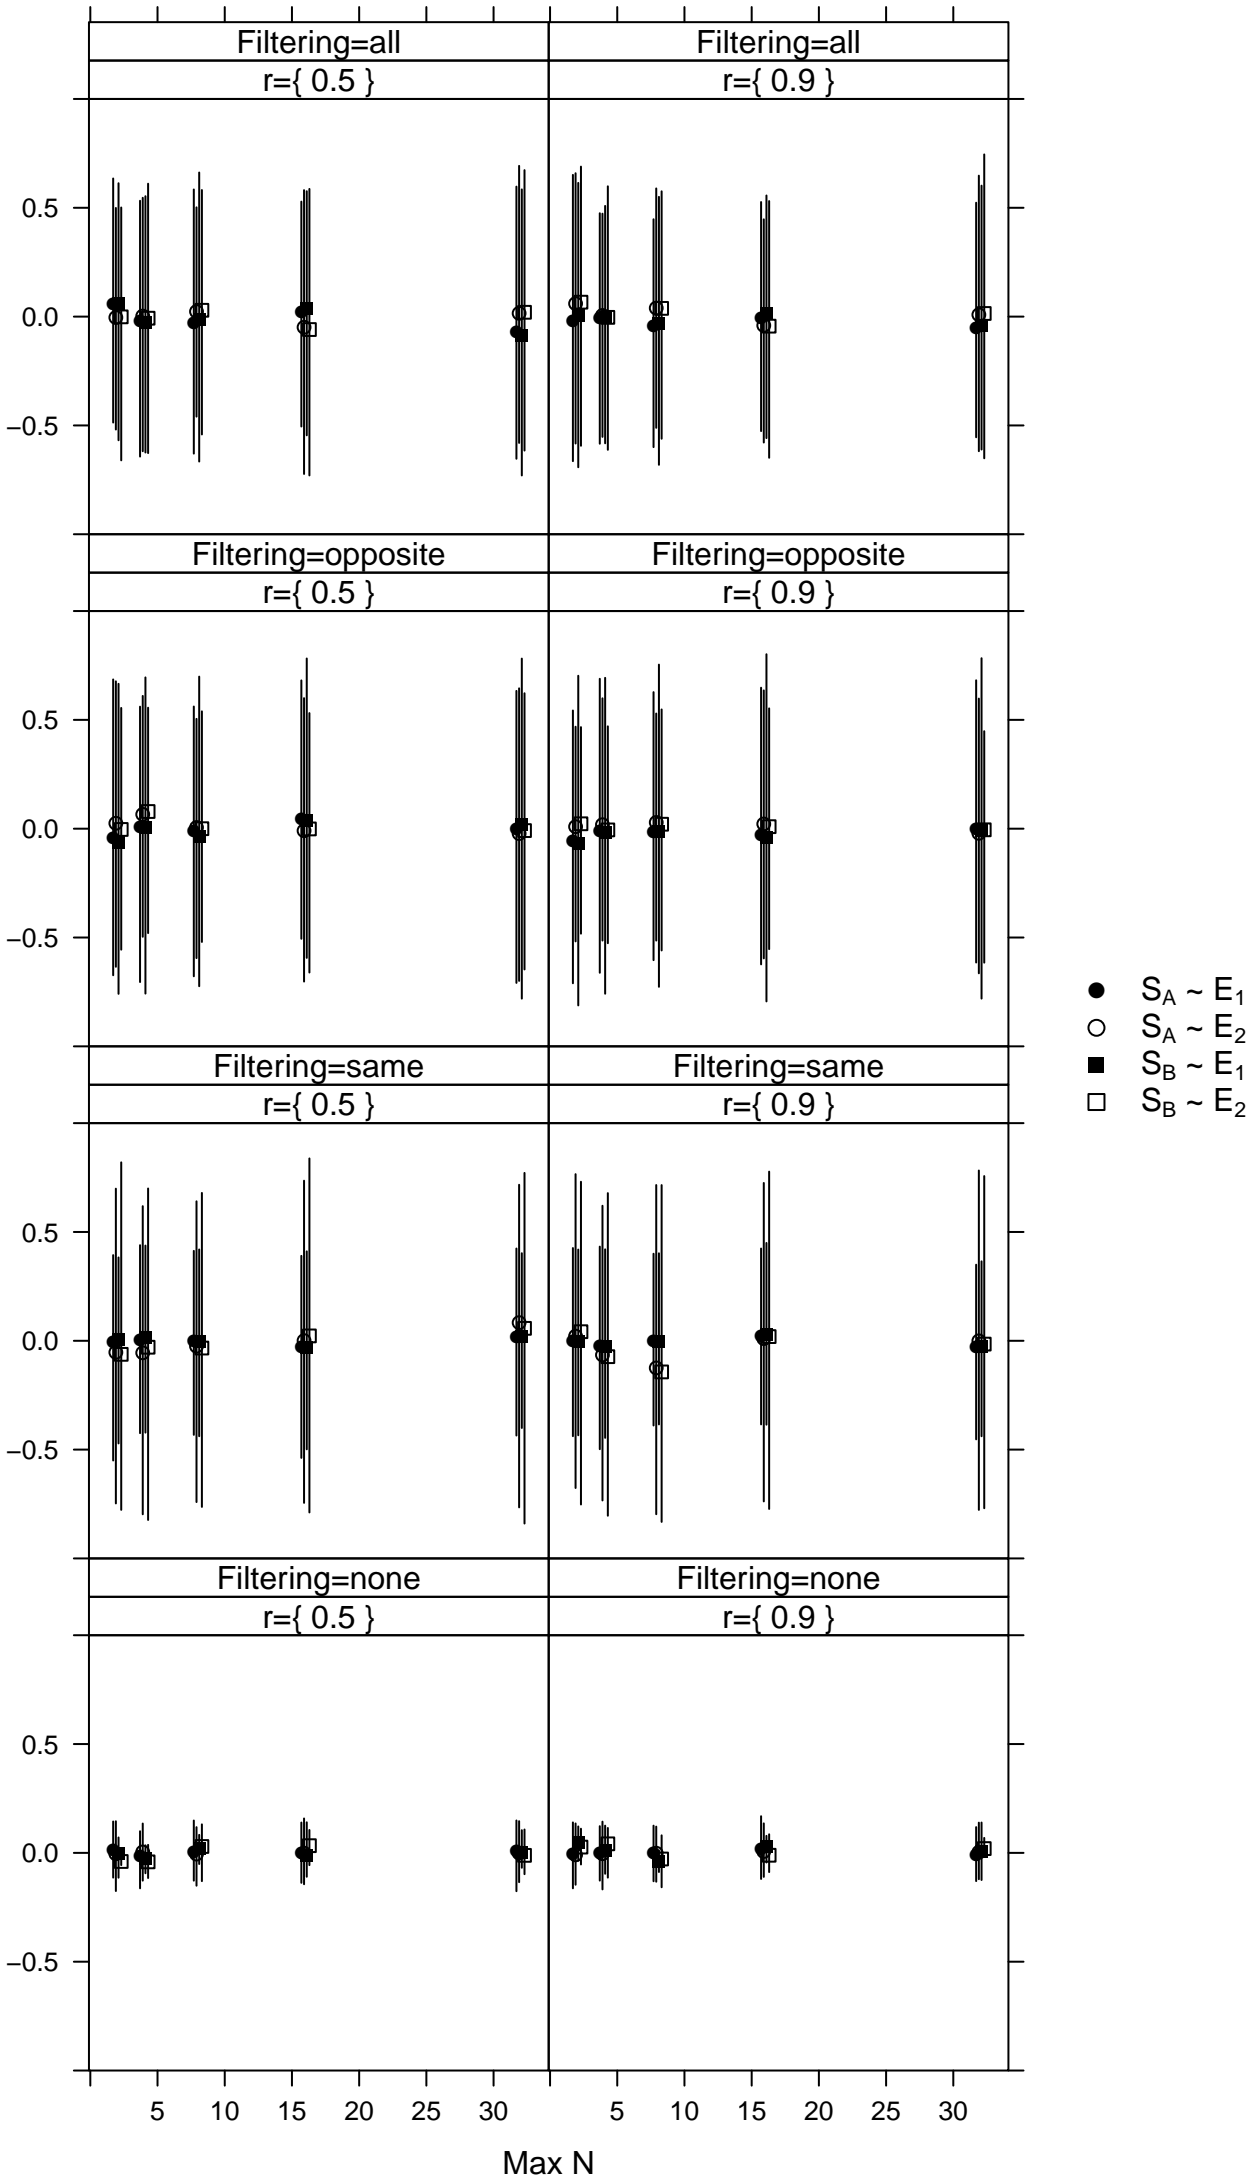 Filtering=all Filtering=all
r={ 0.5 } r={ 0.9 }
0.5
0.0
−0.5
Filtering=opposite Filtering=opposite
r={ 0.5 } r={ 0.9 }
0.5
0.0
−0.5
Filtering=same Filtering=same
r={ 0.5 } r={ 0.9 }
0.5
0.0
−0.5
Filtering=none Filtering=none
r={ 0.5 } r={ 0.9 }
0.5
0.0
−0.5
5 10 15 20 25 30 5 10 15 20 25 30
Max N
S_A ~ E_1
S_A ~ E_2
S_B ~ E_1
S_B ~ E_2